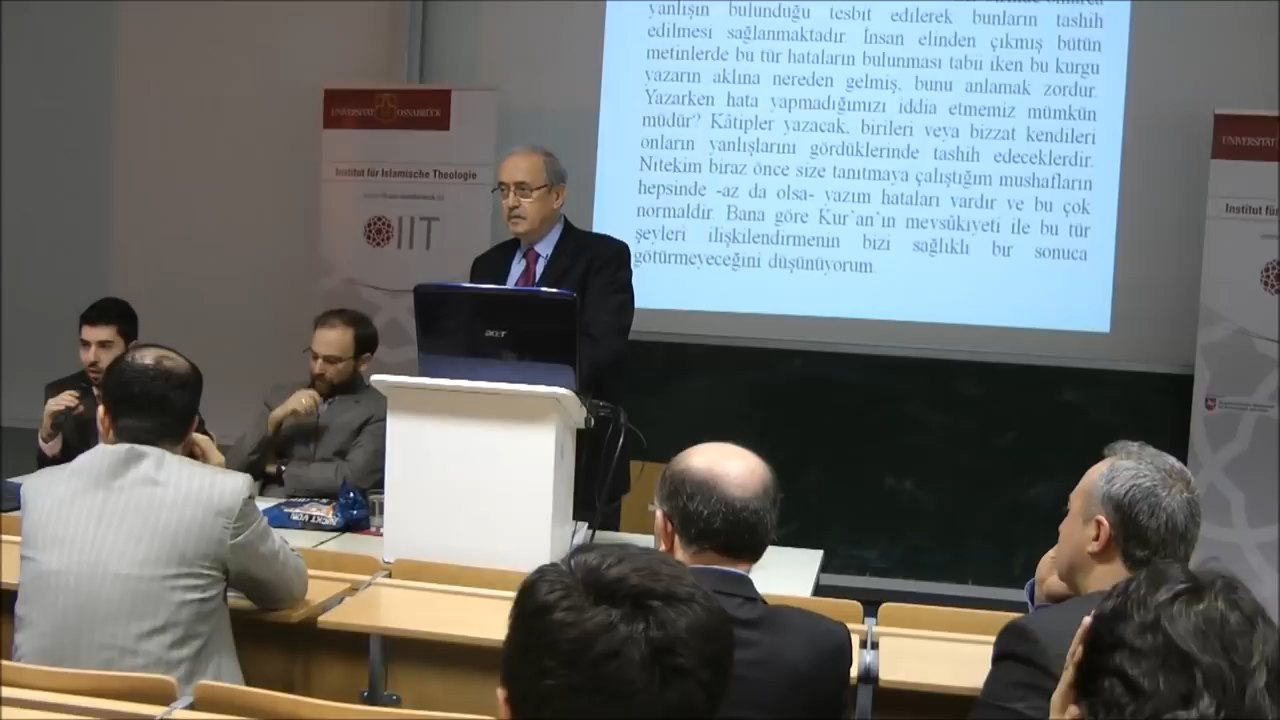 yanlışın bulunduğu tesbit edilerek bunların tashih
edilmesi sağlanmaktadır. İnsan elinden çıkmış bütün
metinlerde bu tür hataların bulunması tabii iken bu kurgu
yazarın aklına nereden gelmiş, bunu anlamak zordur.
Yazarken hata yapmadığımızı iddia etmemiz mümkün
müdür? Kâtipler yazacak, birileri veya bizzat kendileri
onların yanlışlarını gördüklerinde tashih edeceklerdir.
Nitekim biraz önce size tanıtmaya çalıştığım mushafların
hepsinde -az da olsa- yazım hataları vardır ve bu çok
normaldir. Bana göre Kur'an'ın mevsûkiyeti ile bu tür
şeyleri ilişkilendirmenin bizi sağlıklı bir sonuca
götürmeyeceğini düşünüyorum.
UNIVERSITÄT OSNABRÜCK
Institut für Islamische Theologie
IIT
UNIVERSITÄT
Institut fü
acer
NICKT VON